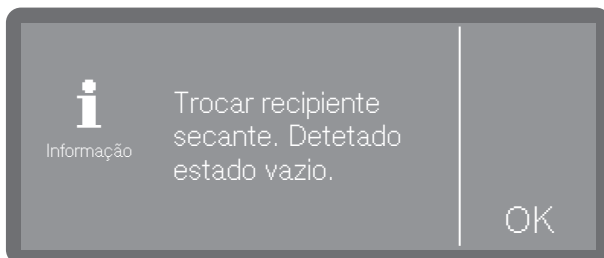 Informação
Trocar recipiente
secante. Detetado
estado vazio.
OK